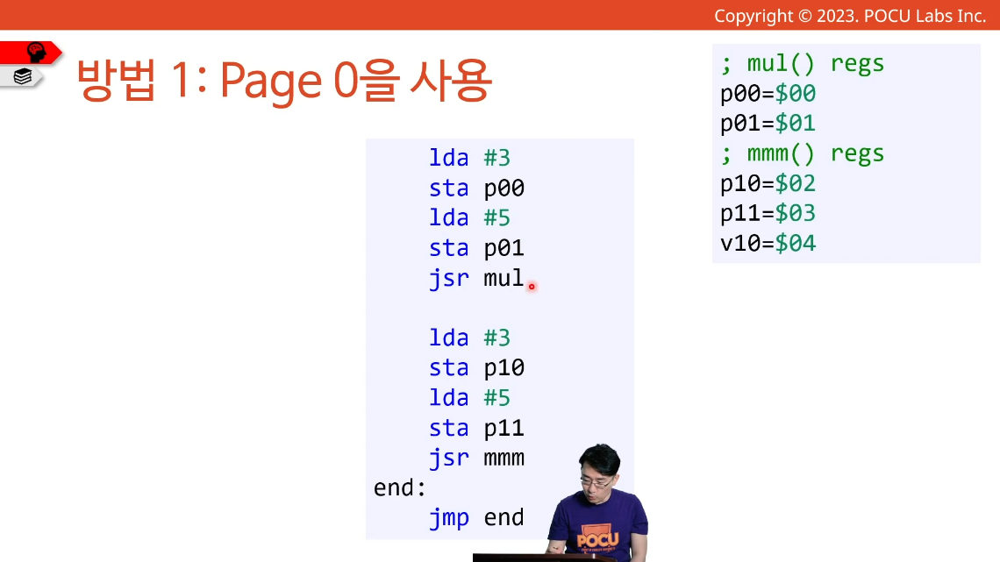 Copyright © 2023. POCU Labs Inc.
방법 1: Page 0을 사용
; mul() regs
p00=$00
p01=$01
; mmm() regs
p10=$02
p11=$03
v10=$04
lda #3
sta p00
lda #5
sta p01
jsr mul
lda #3
sta p10
lda #5
sta p11
jsr mmm
end:
jmp end
POCU